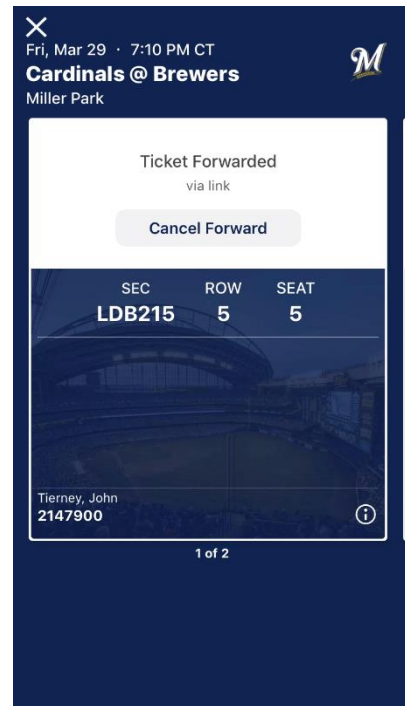 Fri, Mar 29 · 7:10 PM CT
Cardinals @ Brewers
M
Miller Park
Ticket Forwarded
via link
Cancel Forward
SEC ROW SEAT
LDB215 5 5
Tierney, John
2147900
1 of 2